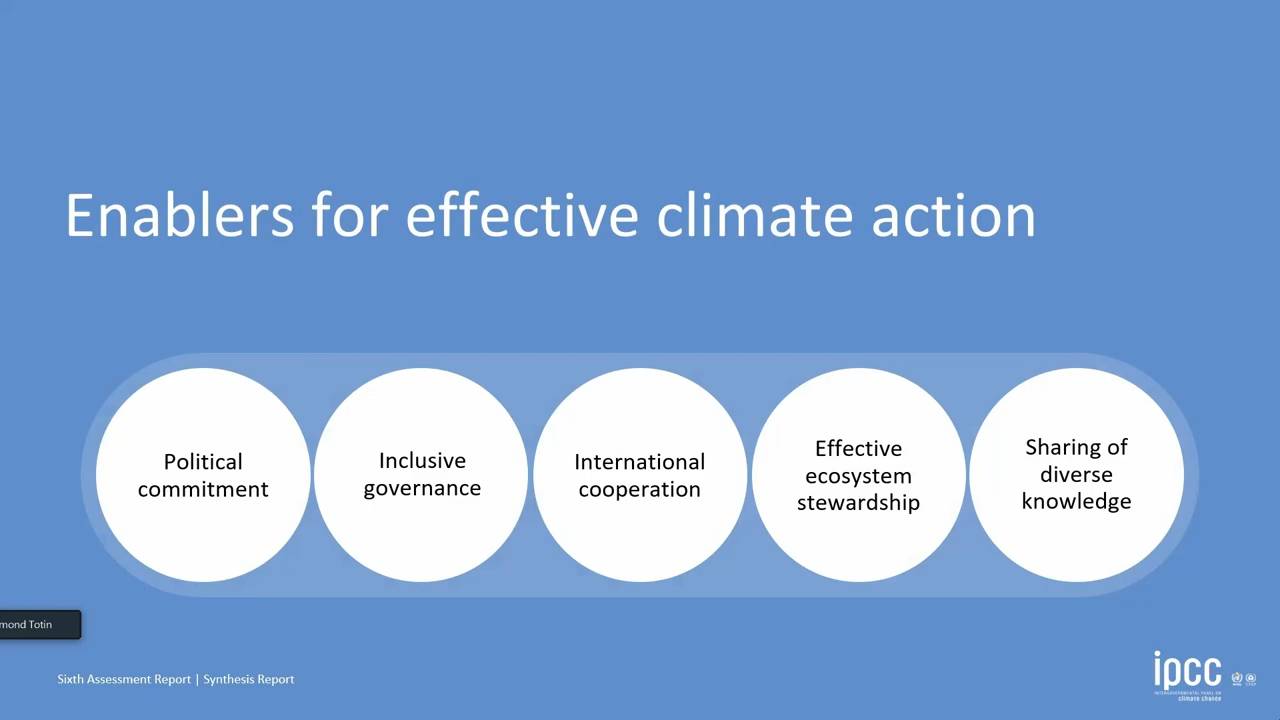 Enablers for effective climate action
Political
commitment
Inclusive
governance
International
cooperation
Effective
ecosystem
stewardship
Sharing of
diverse
knowledge
mond Totin
Sixth Assessment Report | Synthesis Report
ipcc
INTERGOVERNMENTAL PANEL ON
climate change